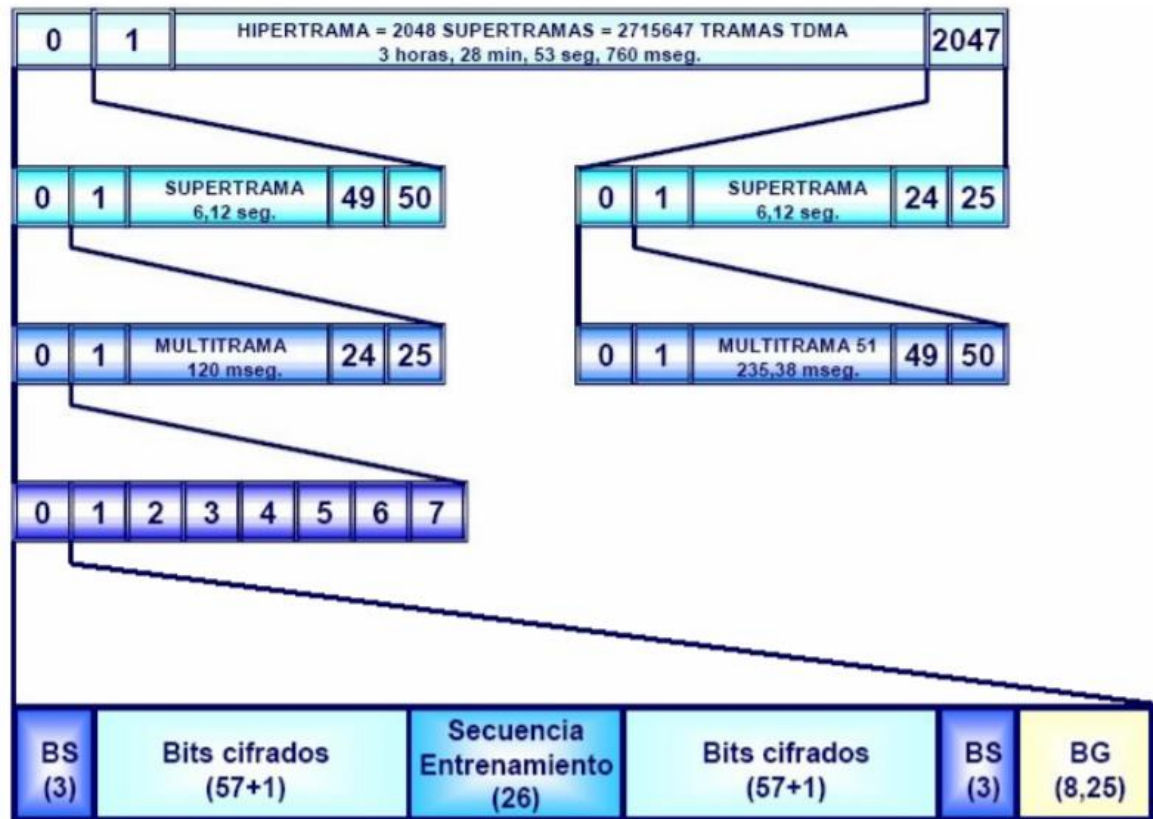 0 1 HIPERTRAMA = 2048 SUPERTRAMAS = 2715647 TRAMAS TDMA 2047
3 horas, 28 min, 53 seg, 760 mseg.
0 1 SUPERTRAMA 49 50
6,12 seg.
0 1 SUPERTRAMA 24 25
6,12 seg.
0 1 MULTITRAMA 24 25
120 mseg.
0 1 MULTITRAMA 51 49 50
235,38 mseg.
0 1 2 3 4 5 6 7
BS
(3)
Bits cifrados
(57+1)
Secuencia
Entrenamiento
(26)
Bits cifrados
(57+1)
BS
(3)
BG
(8,25)